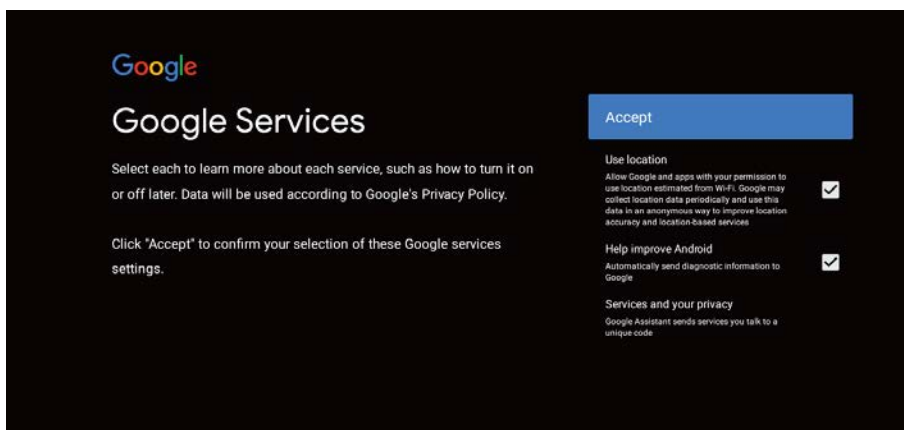 Google
Google Services
Select each to learn more about each service, such as how to turn it on
or off later. Data will be used according to Google's Privacy Policy.
Click "Accept" to confirm your selection of these Google services
settings.
Accept
Use location
Allow Google and apps with your permission to
use location estimated from Wi-Fi. Google may
collect location data periodically and use this
data in an anonymous way to improve location
accuracy and location-based services
Help improve Android
Automatically send diagnostic information to
Google
Services and your privacy
Google Assistant sends services you talk to a
unique code